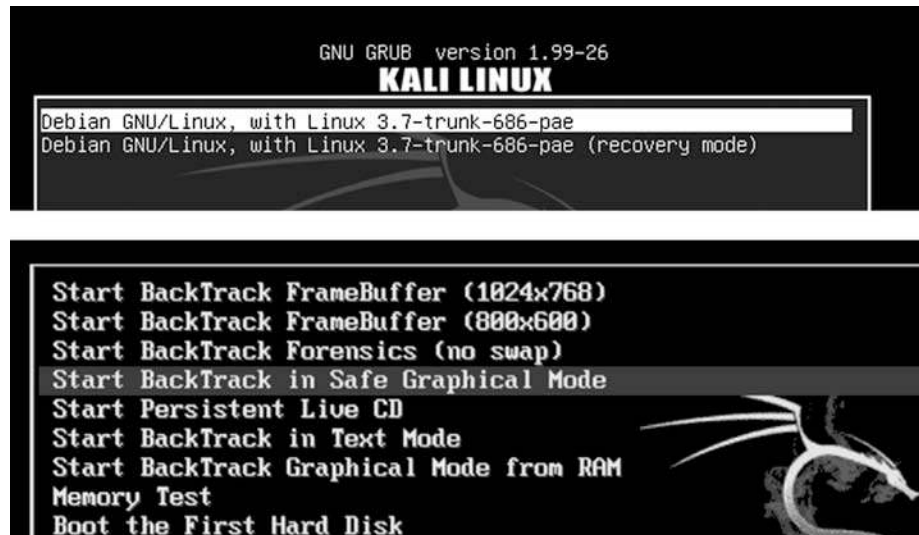 GNU GRUB version 1.99-26
KALI LINUX
Debian GNU/Linux, with Linux 3.7-trunk-686-pae
Debian GNU/Linux, with Linux 3.7-trunk-686-pae (recovery mode)
Start BackTrack FrameBuffer (1024x768)
Start BackTrack FrameBuffer (800x600)
Start BackTrack Forensics (no swap)
Start BackTrack in Safe Graphical Mode
Start Persistent Live CD
Start BackTrack in Text Mode
Start BackTrack Graphical Mode from RAM
Memory Test
Boot the First Hard Disk